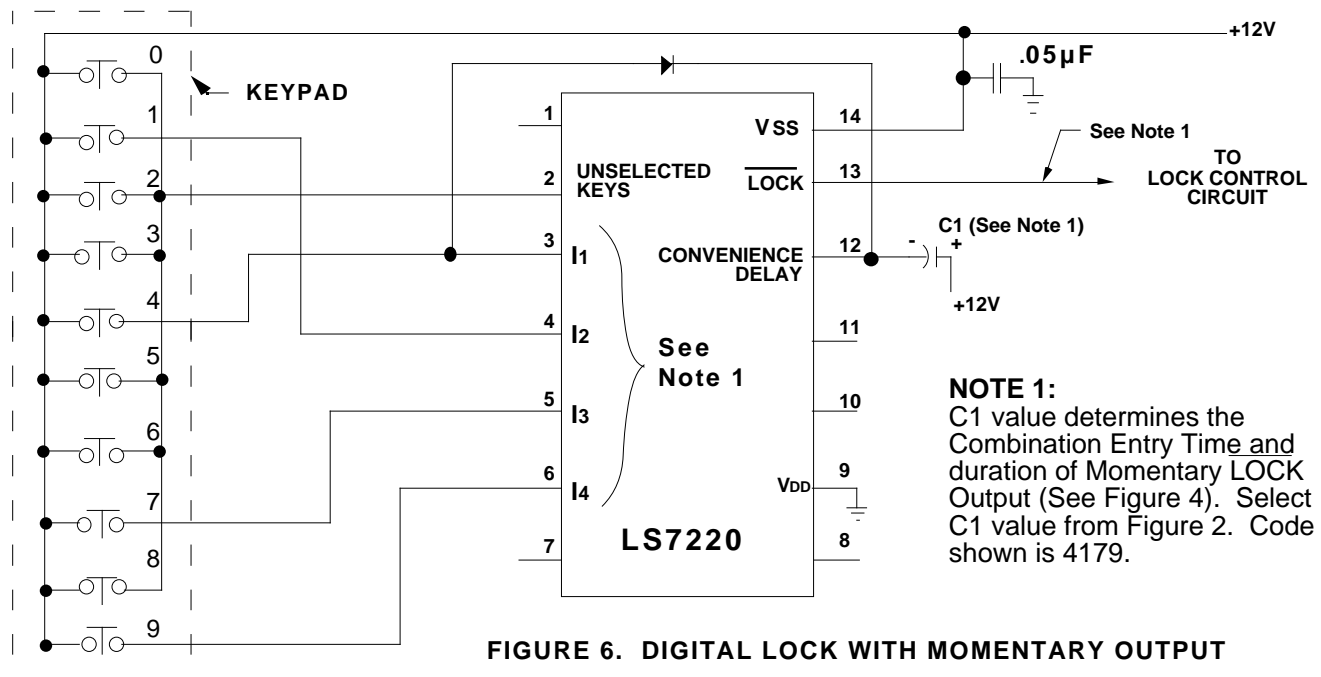 +12V
0
.05µF
KEYPAD
1
1
VSS
14
See Note 1
TO
LOCK CONTROL
CIRCUIT
2
2
UNSELECTED
KEYS
LOCK
13
3
3
I1
CONVENIENCE
DELAY
12
C1 (See Note 1)
-
+
+12V
4
4
I2
See
Note 1
11
5
5
I3
10
6
6
I4
VDD
9
7
7
LS7220
8
8
9
NOTE 1:
C1 value determines the
Combination Entry Time and
duration of Momentary LOCK
Output (See Figure 4). Select
C1 value from Figure 2. Code
shown is 4179.
FIGURE 6. DIGITAL LOCK WITH MOMENTARY OUTPUT